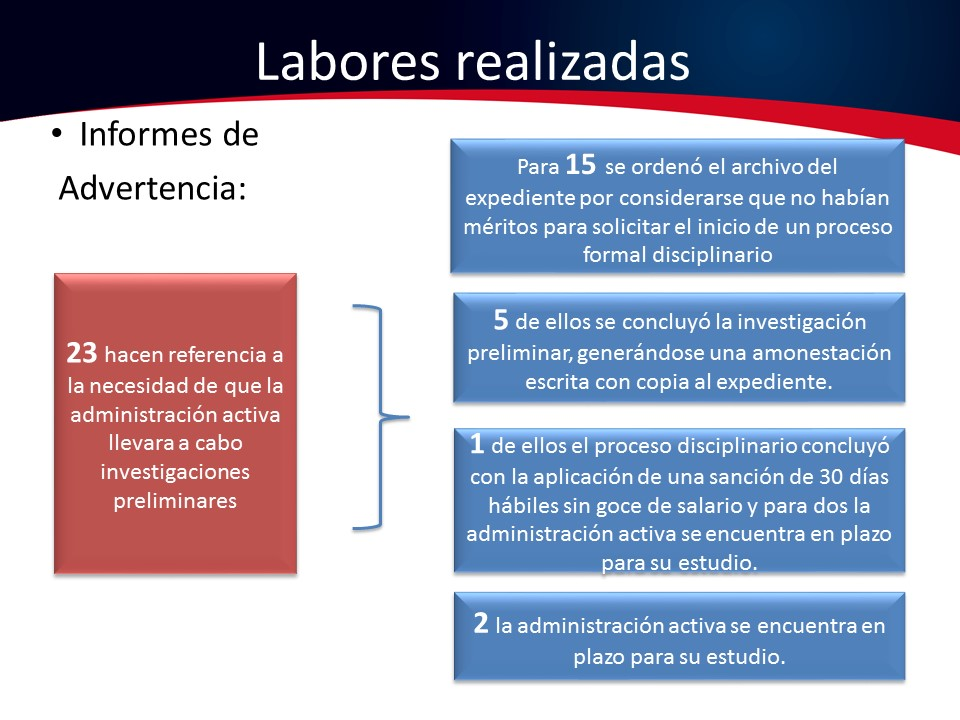 Labores realizadas
• Informes de
Advertencia:
23 hacen referencia a
la necesidad de que la
administración activa
llevara a cabo
investigaciones
preliminares
Para 15 se ordenó el archivo del
expediente por considerarse que no habían
méritos para solicitar el inicio de un proceso
formal disciplinario
5 de ellos se concluyó la investigación
preliminar, generándose una amonestación
escrita con copia al expediente.
1 de ellos el proceso disciplinario concluyó
con la aplicación de una sanción de 30 días
hábiles sin goce de salario y para dos la
administración activa se encuentra en plazo
para su estudio.
2 la administración activa se encuentra en
plazo para su estudio.